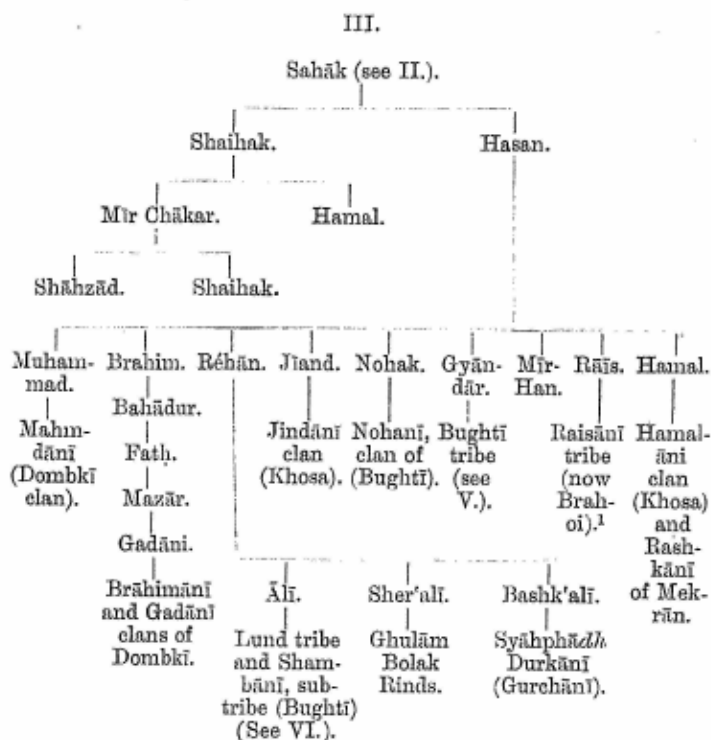 III.
Sahāk (see II.).
Shaihak. Hasan.
Mīr Chākar. Hamal.
Shāhzād. Shaihak.
Muham- Brahim. Réhān. Jīand. Nohak. Gyān- Mīr- Rāīs. Hamal.
mad. dār. Han.
Bahādur.
Mahm- Jindānī Nohanī, Bughtī Raisānī Hamal-
dānī Fatḥ. clan clan of tribe tribe āni
(Dombkī (Khosa). (Bughtī). (see (now clan
clan). Mazār. V.). Brah- (Khosa)
oi).¹ and
Gadāni. Rash-
kānī
Brāhimānī Ālī. Sher'alī. Bashk'alī. of Mek-
and Gadānī rān.
clans of Lund tribe Ghulām Syāhphādh
Dombkī. and Sham- Bolak Durkānī
bānī, sub- Rinds. (Gurchānī).
tribe (Bughtī)
(See VI.).